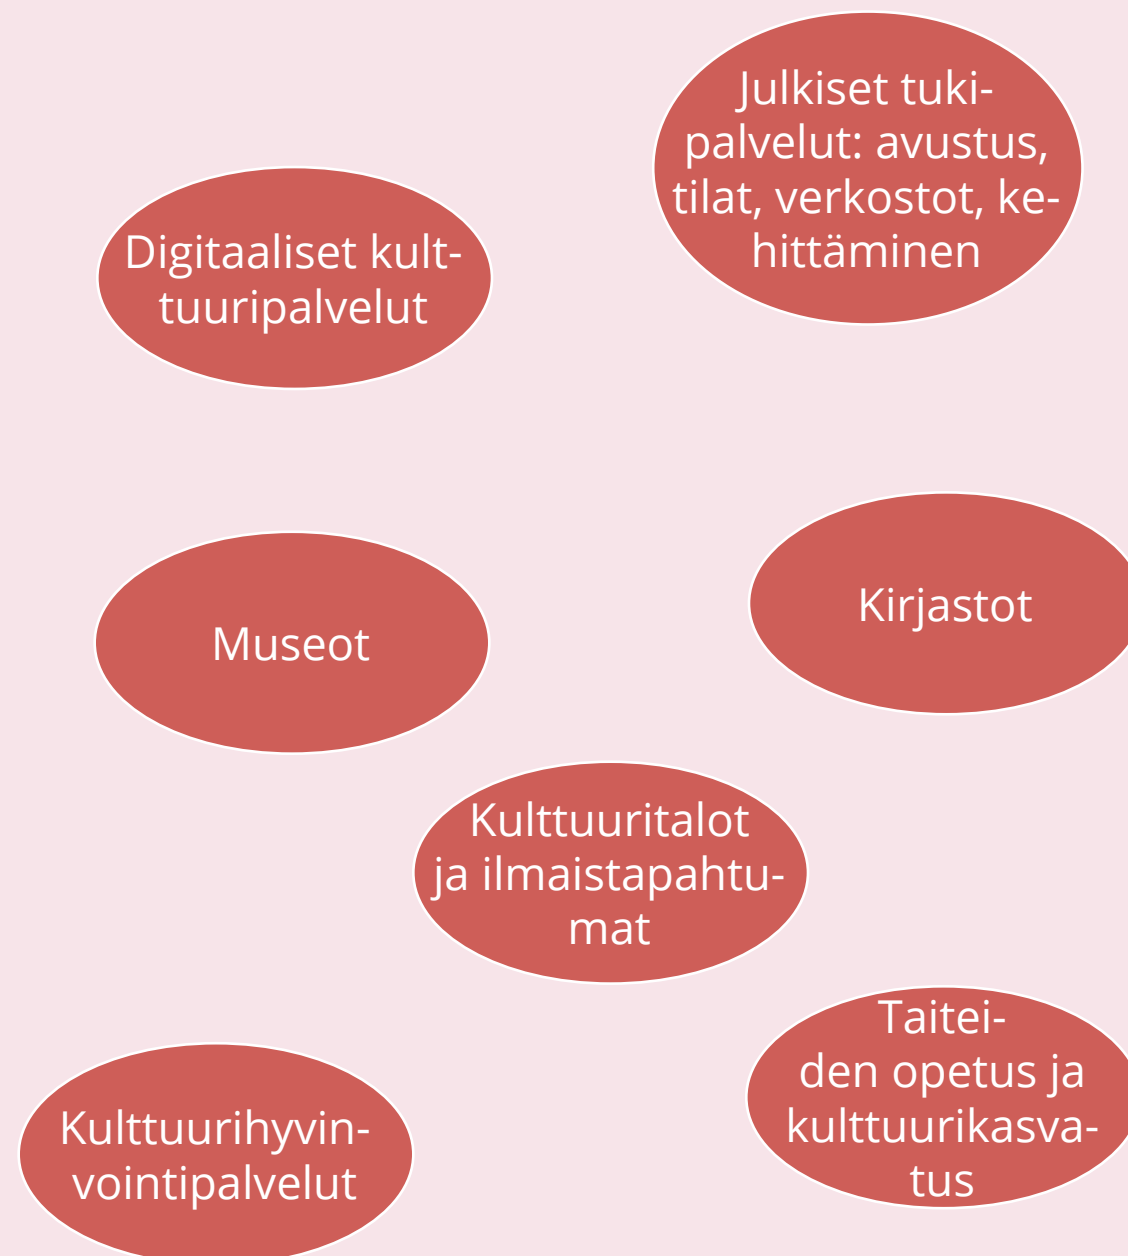 Julkiset tuki-
palvelut: avustus,
tilat, verkostot, ke-
hittäminen
Digitaaliset kult-
tuuripalvelut
Kirjastot
Museot
Kulttuuritalot
ja ilmaistapahtu-
mat
Taitei-
den opetus ja
kulttuurikasva-
tus
Kulttuurihyvin-
vointipalvelut